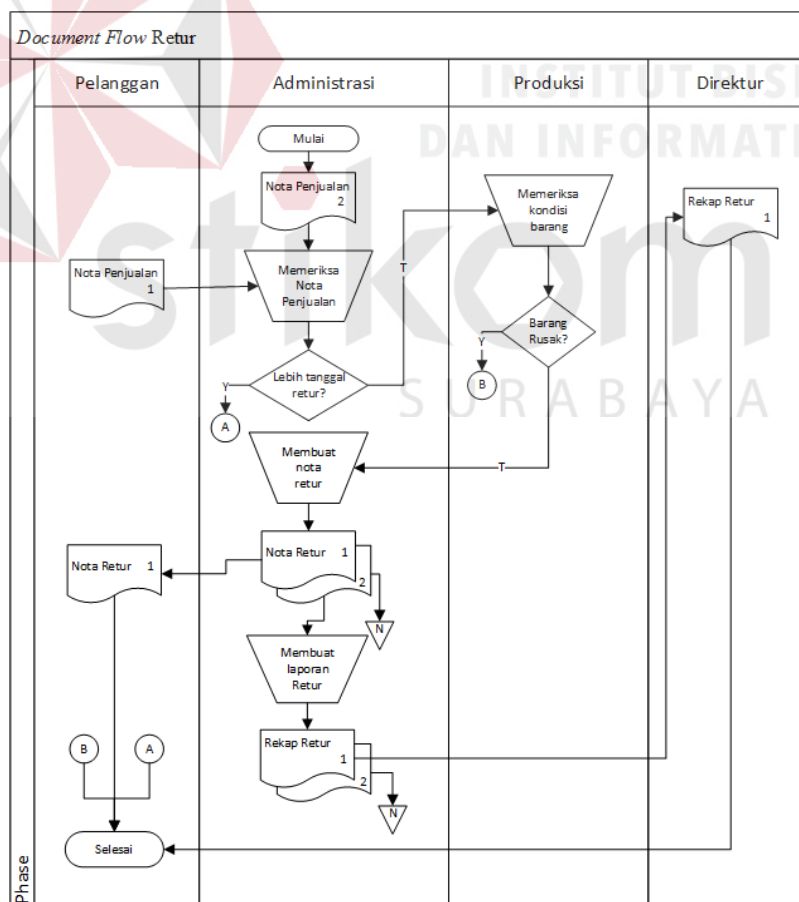 Document Flow Retur
Pelanggan
Administrasi
Produksi
Direktur
INSTITUT BISI
DAN INFORMATI
stikom
SURABAYA
Mulai
Nota Penjualan
2
Memeriksa
kondisi
barang
Rekap Retur
1
Nota Penjualan
1
Memeriksa
Nota
Penjualan
T
Barang
Rusak?
Y
B
Lebih tanggal
retur?
Y
A
Membuat
nota
retur
T
Nota Retur 1
2
N
Nota Retur 1
Membuat
laporan
Retur
Rekap Retur
1
2
N
B
A
Selesai
Phase